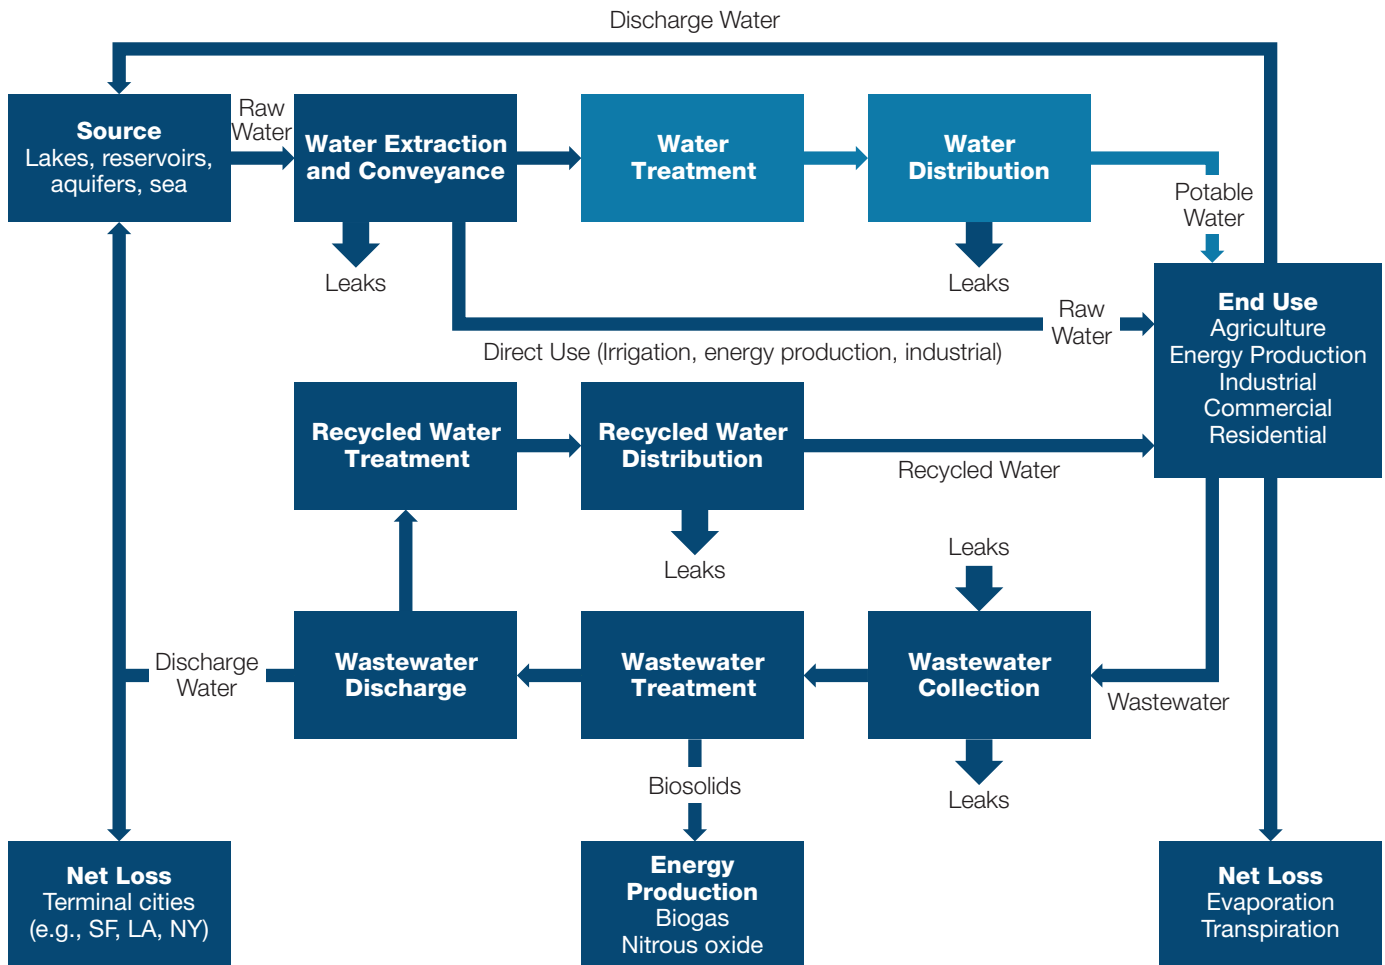 Discharge Water
Source
Lakes, reservoirs,
aquifers, sea
Raw
Water
Water Extraction
and Conveyance
Water
Treatment
Water
Distribution
Potable
Water
Leaks
Leaks
End Use
Agriculture
Energy Production
Industrial
Commercial
Residential
Raw
Water
Direct Use (Irrigation, energy production, industrial)
Recycled Water
Treatment
Recycled Water
Distribution
Recycled Water
Leaks
Leaks
Discharge
Water
Wastewater
Discharge
Wastewater
Treatment
Wastewater
Collection
Wastewater
Biosolids
Leaks
Net Loss
Terminal cities
(e.g., SF, LA, NY)
Energy
Production
Biogas
Nitrous oxide
Net Loss
Evaporation
Transpiration